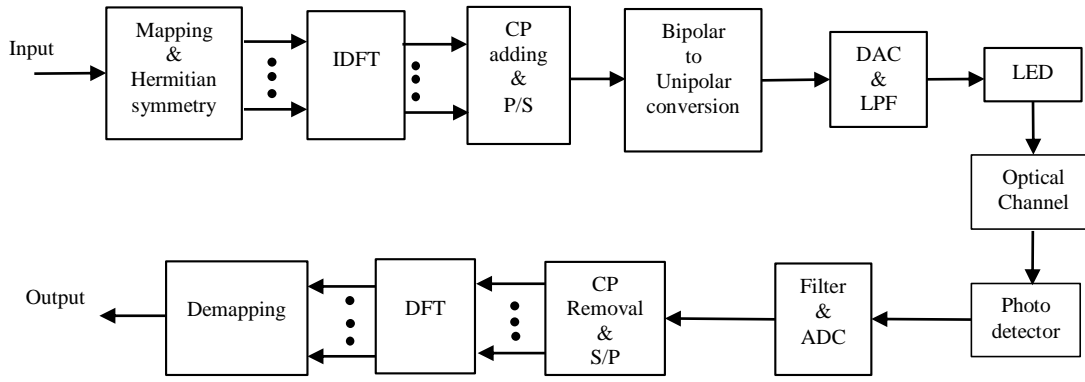 Input
Mapping
&
Hermitian
symmetry
IDFT
CP
adding
&
P/S
Bipolar
to
Unipolar
conversion
DAC
&
LPF
LED
Optical
Channel
Photo
detector
Filter
&
ADC
CP
Removal
&
S/P
DFT
Demapping
Output